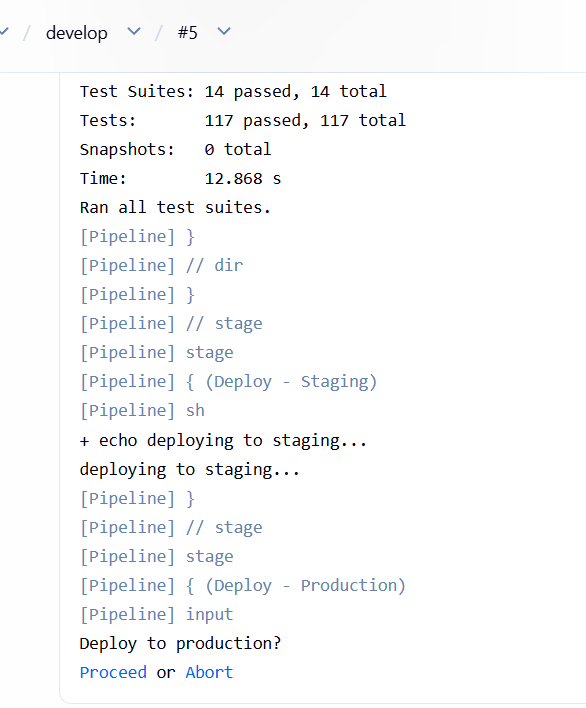 / develop / #5
Test Suites: 14 passed, 14 total
Tests:       117 passed, 117 total
Snapshots:   0 total
Time:        12.868 s
Ran all test suites.
[Pipeline] }
[Pipeline] // dir
[Pipeline] }
[Pipeline] // stage
[Pipeline] stage
[Pipeline] { (Deploy - Staging)
[Pipeline] sh
+ echo deploying to staging...
deploying to staging...
[Pipeline] }
[Pipeline] // stage
[Pipeline] stage
[Pipeline] { (Deploy - Production)
[Pipeline] input
Deploy to production?
Proceed or Abort